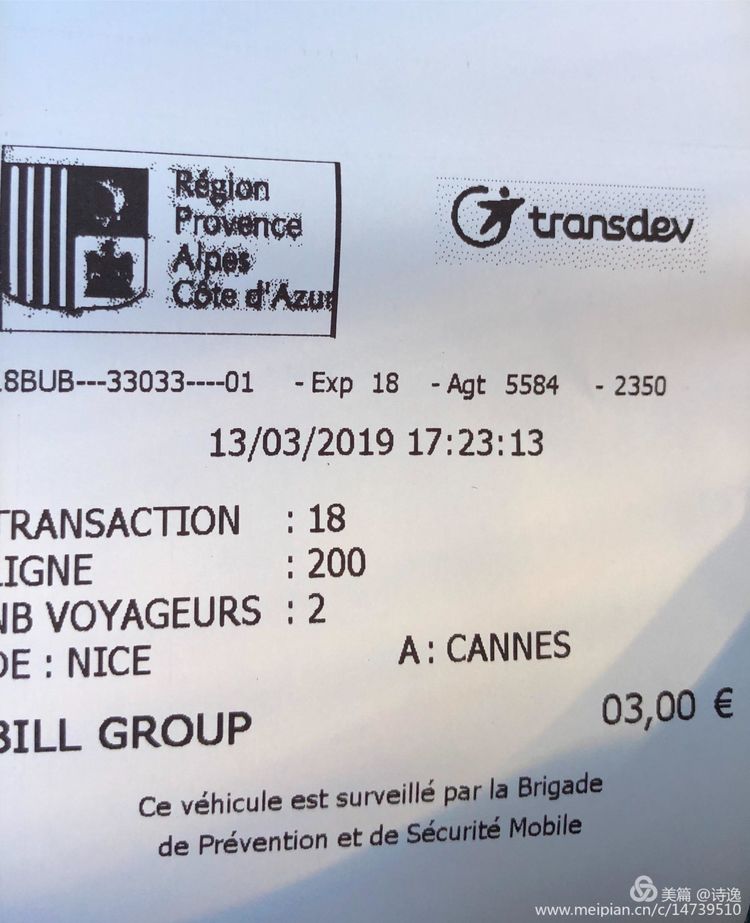 Région
Provence
Alpes
Côte d'Azur
transdev
8BUB---33033----01 - Exp 18 - Agt 5584 - 2350
13/03/2019 17:23:13
TRANSACTION : 18
LIGNE : 200
NB VOYAGEURS : 2
DE : NICE A : CANNES
BILL GROUP 03,00 €
Ce véhicule est surveillé par la Brigade
de Prévention et de Sécurité Mobile
美篇 @诗逸
www.meipian.cn/c/14739510